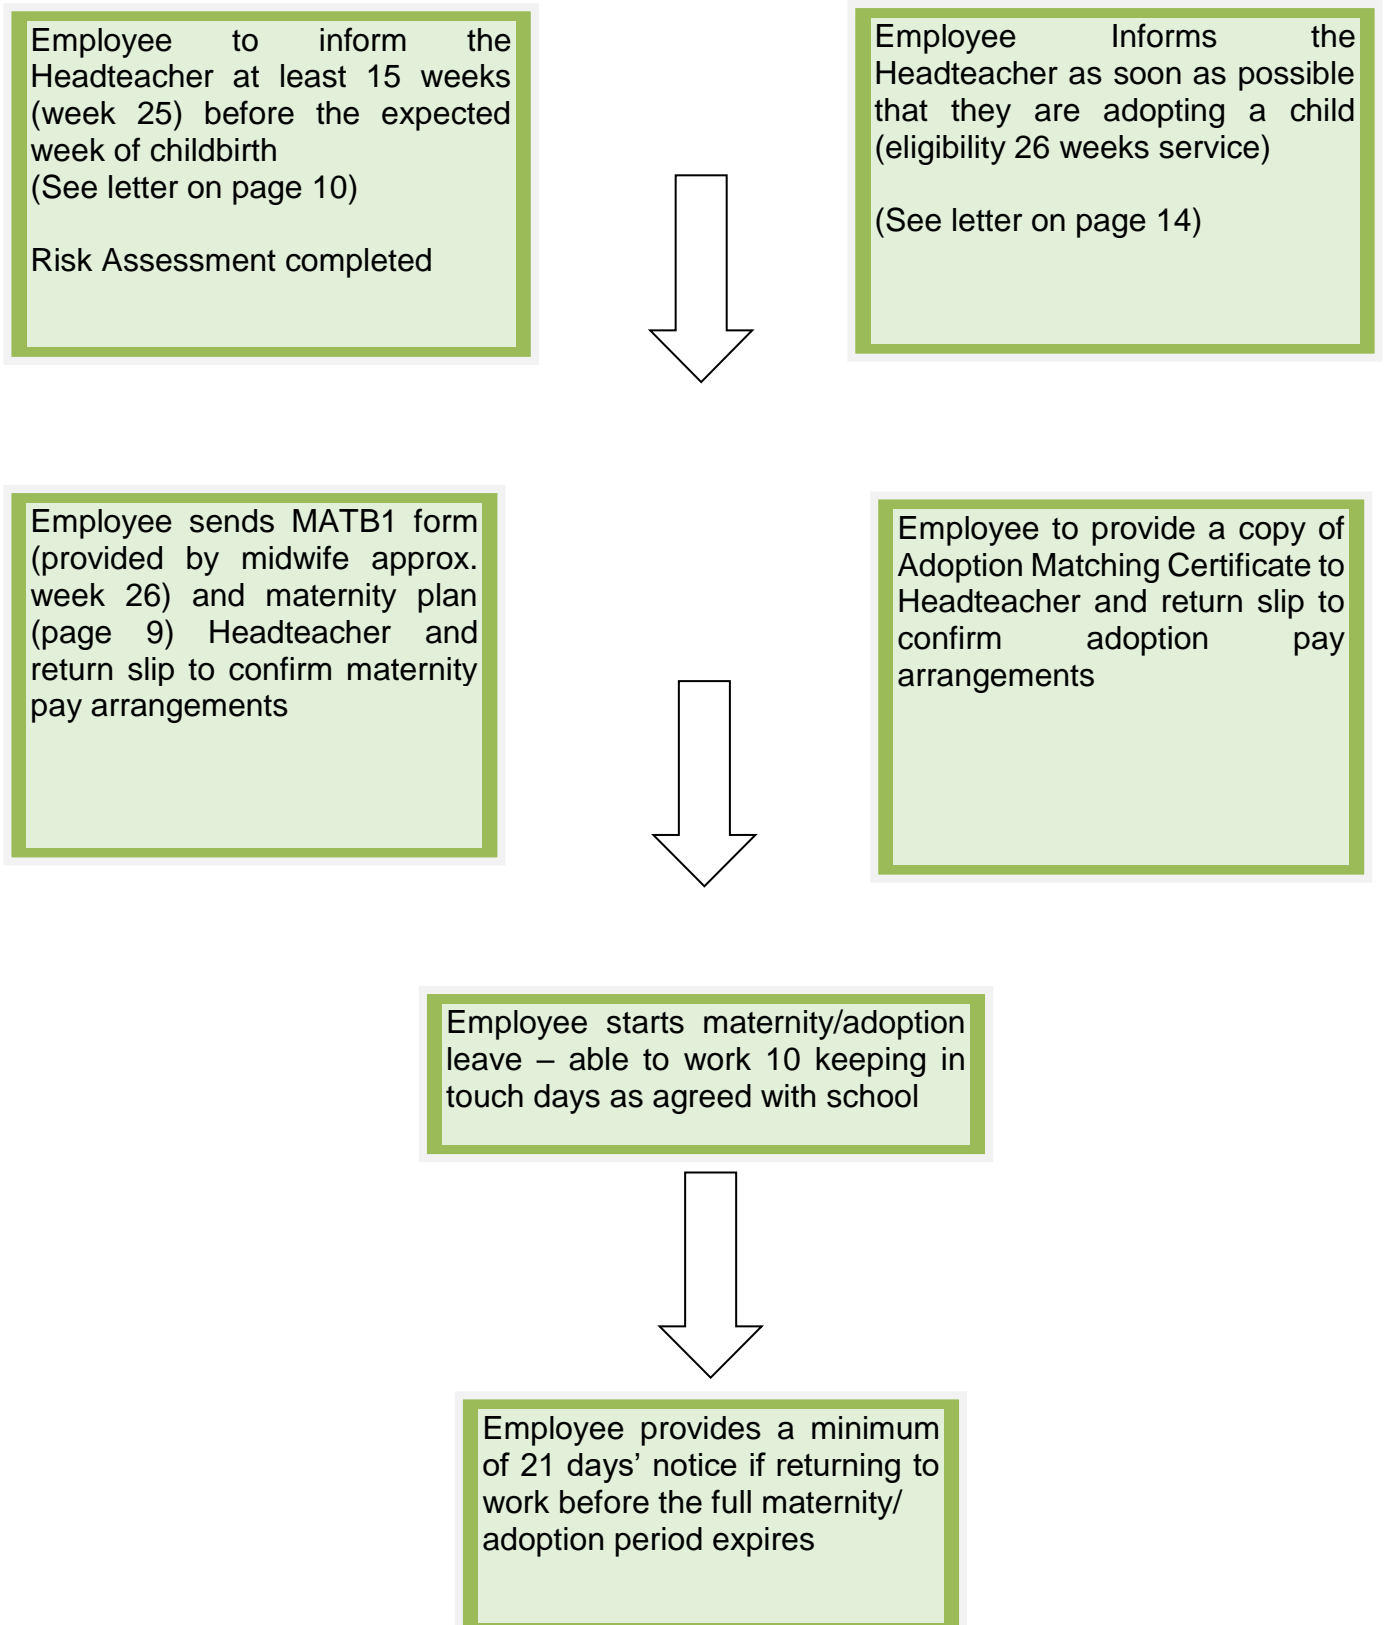 Employee to inform the
Headteacher at least 15 weeks
(week 25) before the expected
week of childbirth
(See letter on page 10)
Risk Assessment completed
Employee Informs the
Headteacher as soon as possible
that they are adopting a child
(eligibility 26 weeks service)
(See letter on page 14)
Employee sends MATB1 form
(provided by midwife approx.
week 26) and maternity plan
(page 9) Headteacher and
return slip to confirm maternity
pay arrangements
Employee to provide a copy of
Adoption Matching Certificate to
Headteacher and return slip to
confirm adoption pay
arrangements
Employee starts maternity/adoption
leave – able to work 10 keeping in
touch days as agreed with school
Employee provides a minimum
of 21 days’ notice if returning to
work before the full maternity/
adoption period expires